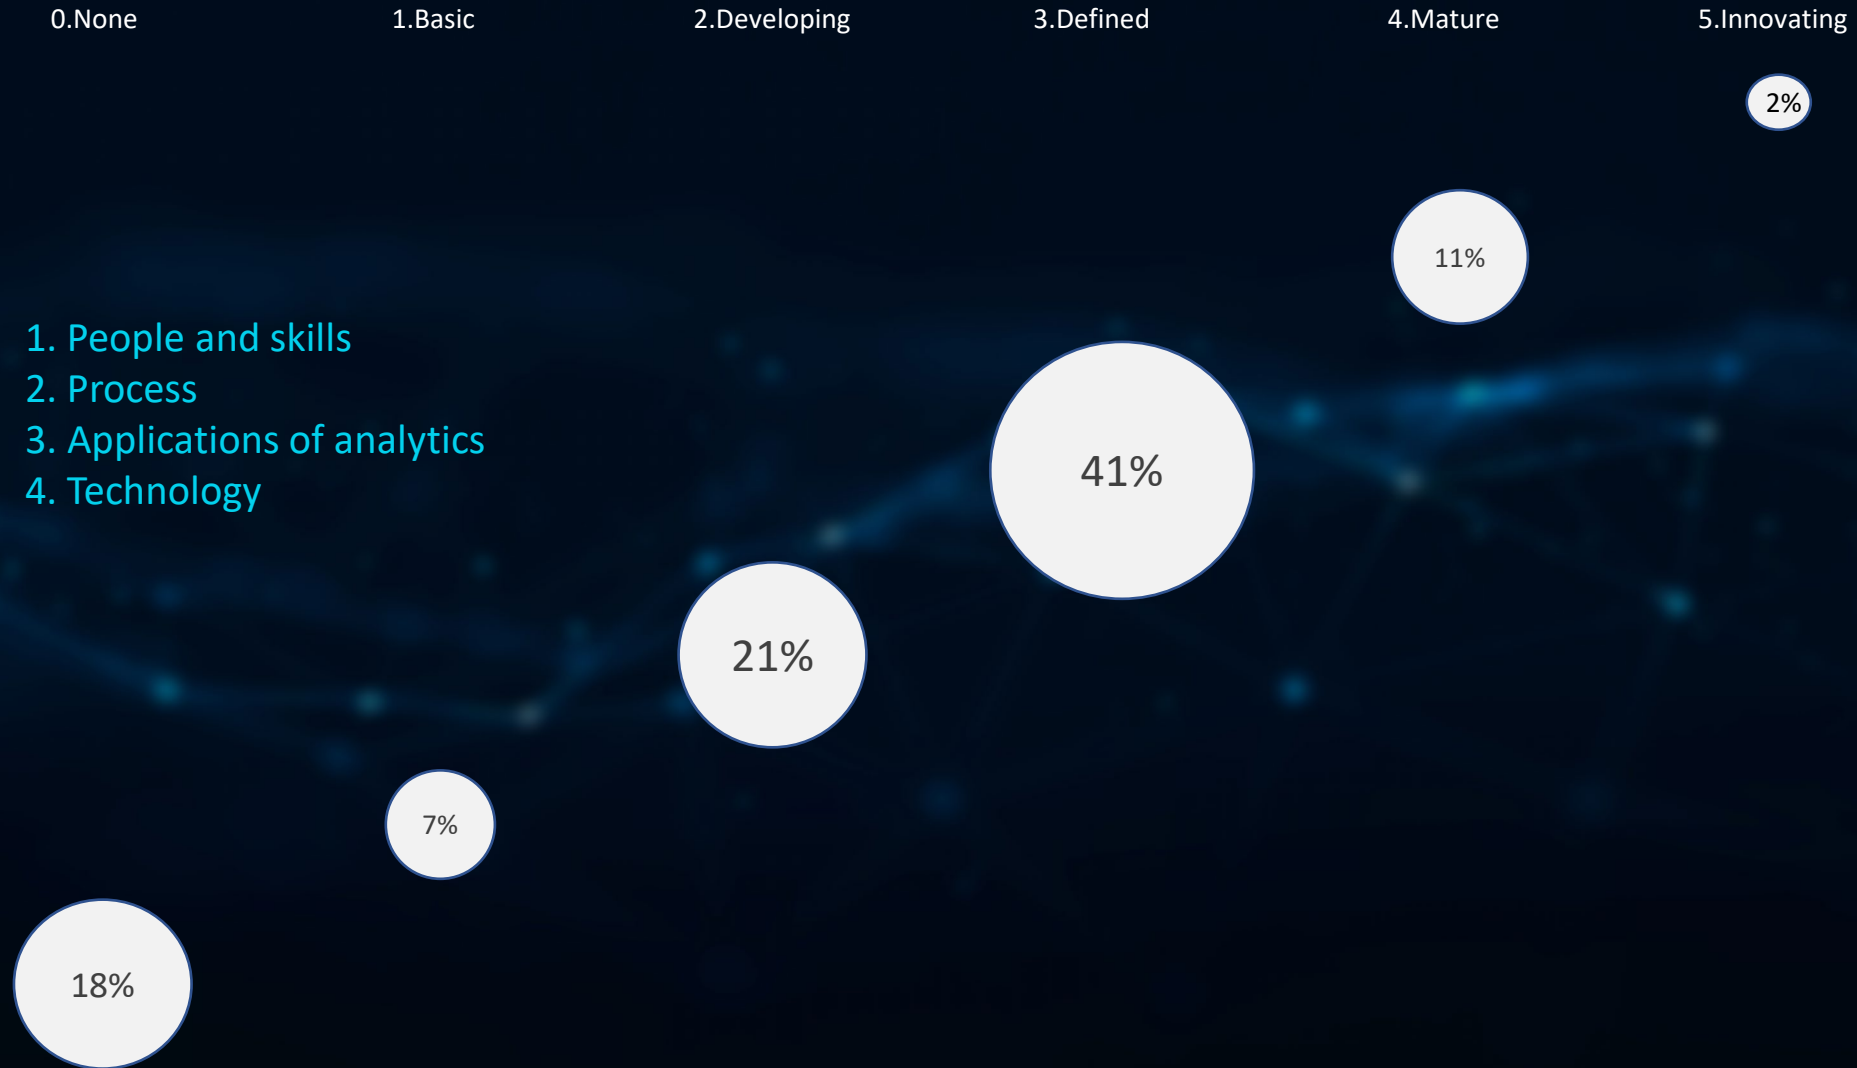 0.None 1.Basic 2.Developing 3.Defined 4.Mature 5.Innovating
2%
11%
1. People and skills
2. Process
3. Applications of analytics
4. Technology
41%
21%
7%
18%